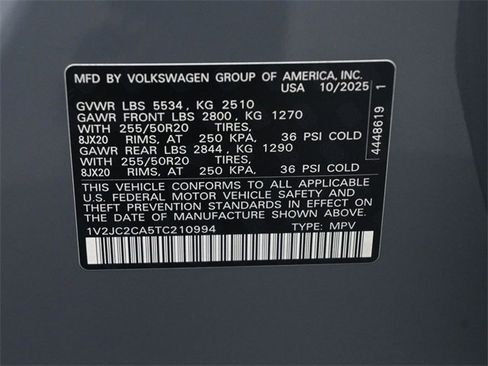 MFD BY VOLKSWAGEN GROUP OF AMERICA, INC.
USA 10/2025
GVWR LBS 5534, KG 2510
GAWR FRONT LBS 2800, KG 1270
WITH 255/50R20 TIRES,
8JX20 RIMS, AT 250 KPA, 36 PSI COLD
GAWR REAR LBS 2844, KG 1290
WITH 255/50R20 TIRES,
8JX20 RIMS, AT 250 KPA, 36 PSI COLD
THIS VEHICLE CONFORMS TO ALL APPLICABLE
U.S. FEDERAL MOTOR VEHICLE SAFETY AND
THEFT PREVENTION STANDARDS IN EFFECT ON
THE DATE OF MANUFACTURE SHOWN ABOVE.
1V2JC2CA5TC210994 TYPE: MPV
4448619 1